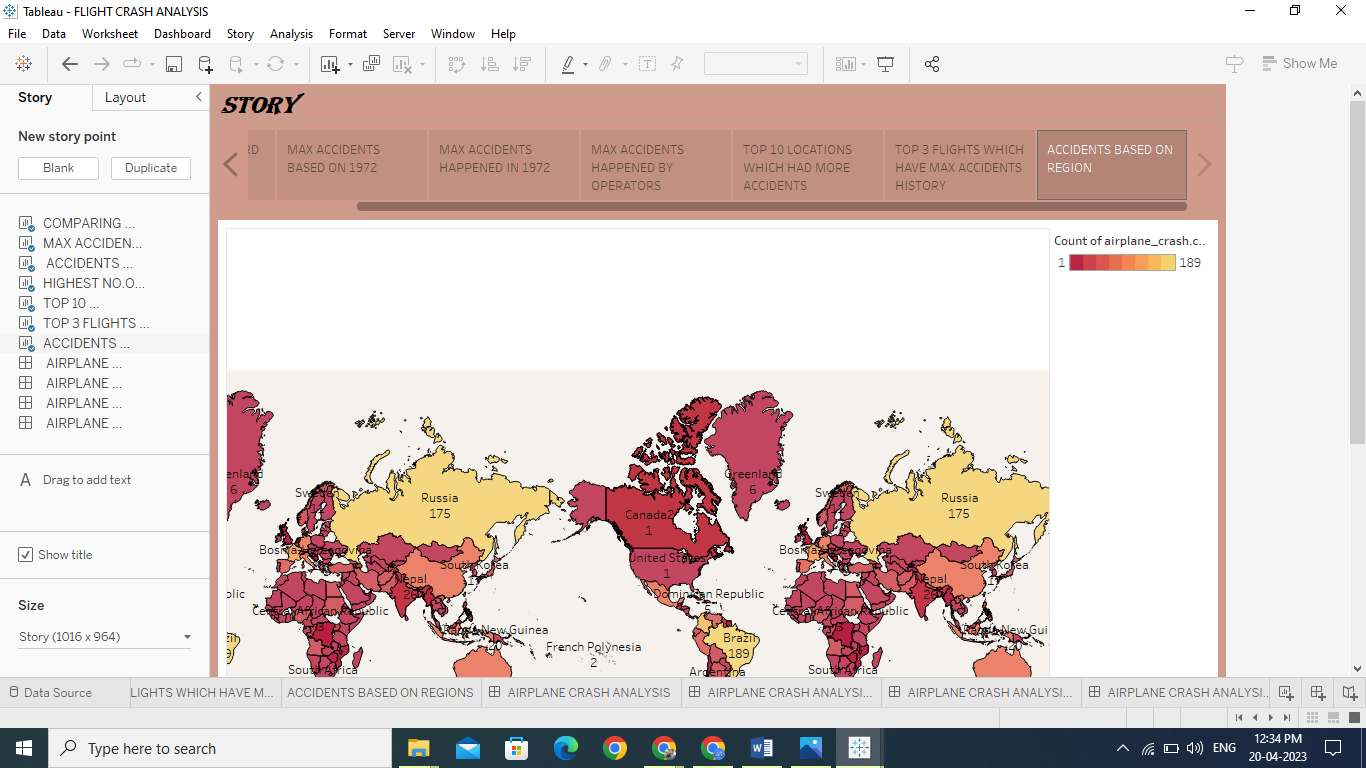 Tableau - FLIGHT CRASH ANALYSIS
File Data Worksheet Dashboard Story Analysis Format Server Window Help
Show Me
Story Layout
New story point
Blank Duplicate
COMPARING ...
MAX ACCIDEN...
ACCIDENTS ...
HIGHEST NO.O...
TOP 10 ...
TOP 3 FLIGHTS ...
ACCIDENTS ...
AIRPLANE ...
AIRPLANE ...
AIRPLANE ...
AIRPLANE ...
A Drag to add text
Show title
Size
Story (1016 x 964)
STORY
RD
MAX ACCIDENTS
BASED ON 1972
MAX ACCIDENTS
HAPPENED IN 1972
MAX ACCIDENTS
HAPPENED BY
OPERATORS
TOP 10 LOCATIONS
WHICH HAD MORE
ACCIDENTS
TOP 3 FLIGHTS WHICH
HAVE MAX ACCIDENTS
HISTORY
ACCIDENTS BASED ON
REGION
Count of airplane_crash.c..
1 189
enland
6
Sweden
Russia
175
Bosnia
Herzegovina
South Korea
Nepal
Central African Republic
South Africa
Papua New Guinea
20
French Polynesia
2
Canada2
1
Greenland
6
United States
1
Dominican Republic
5
Brazil
189
Argentina
Sweden
Russia
175
Bosnia
Herzegovina
South Korea
Nepal
Central African Republic
South Africa
New Gui
20
Data Source LIGHTS WHICH HAVE M... ACCIDENTS BASED ON REGIONS AIRPLANE CRASH ANALYSIS AIRPLANE CRASH ANALYSIS... AIRPLANE CRASH ANALYSIS... AIRPLANE CRASH ANALYSI...
Type here to search
ENG
12:34 PM
20-04-2023